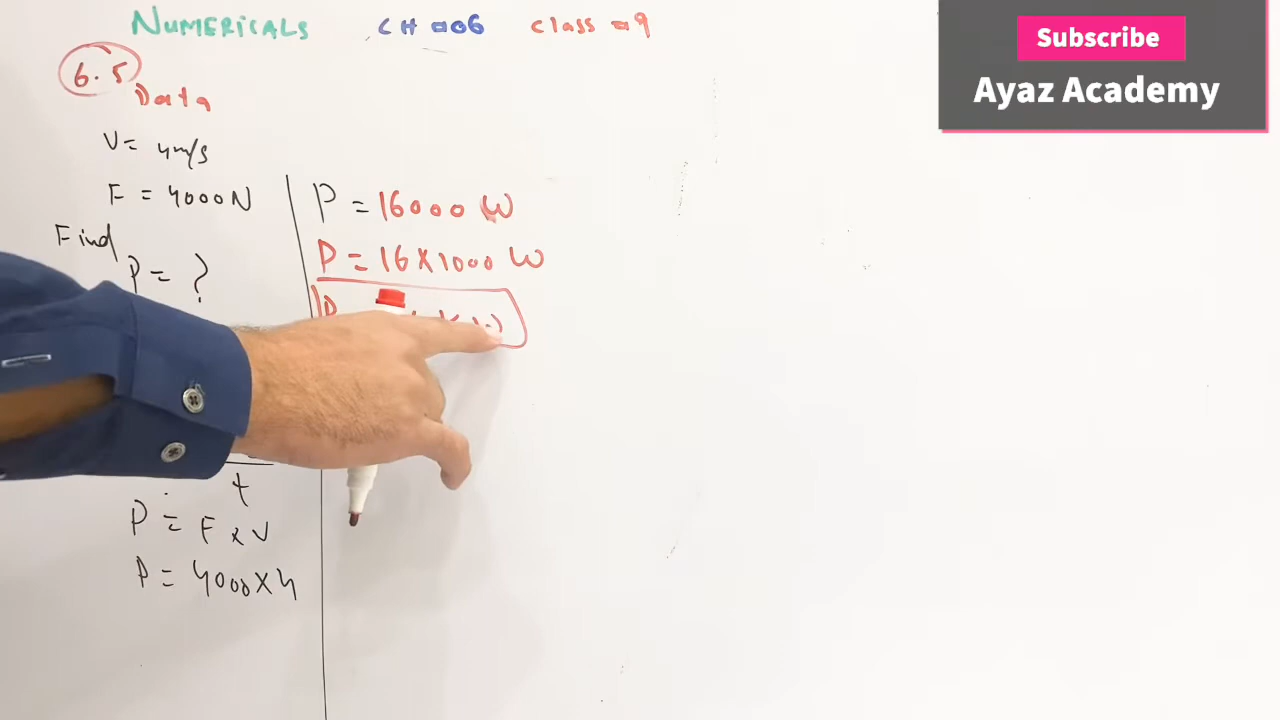 NUMERICALS CH # 06 class = 9
6.5
Data
V = 4m/s
F = 4000N
Find
P = ?
t
P = F x V
P = 4000 X 4
P = 16000 W
P = 16 X 1000 W
P KW
Subscribe
Ayaz Academy